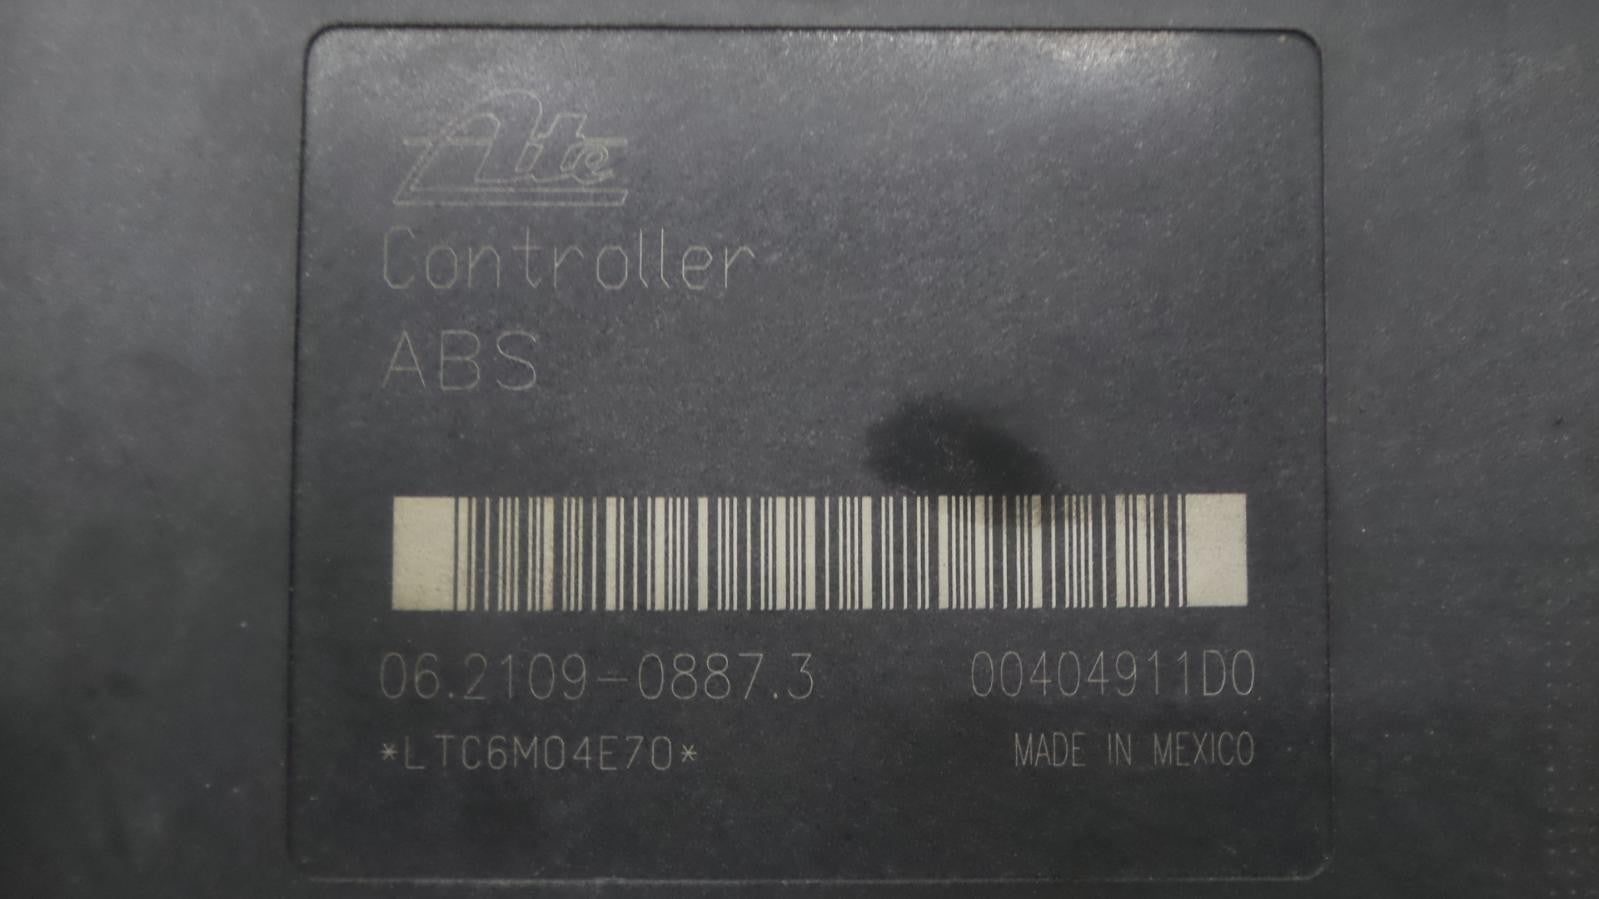 Ate
Controller
ABS
06.2109-0887.3 00404911D0
*LTC6M04E70* MADE IN MEXICO